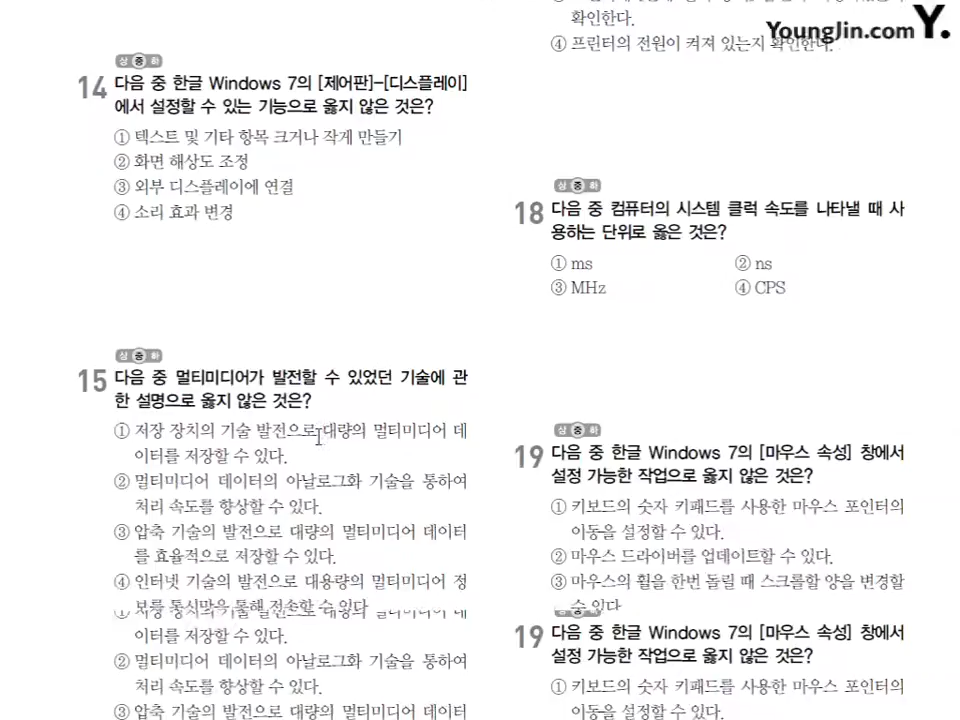 상 중 하
14 다음 중 한글 Windows 7의 [제어판]-[디스플레이]
에서 설정할 수 있는 기능으로 옳지 않은 것은?
① 텍스트 및 기타 항목 크거나 작게 만들기
② 화면 해상도 조정
③ 외부 디스플레이에 연결
④ 소리 효과 변경
상 중 하
15 다음 중 멀티미디어가 발전할 수 있었던 기술에 관
한 설명으로 옳지 않은 것은?
① 저장 장치의 기술 발전으로 대량의 멀티미디어 데
이터를 저장할 수 있다.
② 멀티미디어 데이터의 아날로그화 기술을 통하여
처리 속도를 향상할 수 있다.
③ 압축 기술의 발전으로 대량의 멀티미디어 데이터
를 효율적으로 저장할 수 있다.
④ 인터넷 기술의 발전으로 대용량의 멀티미디어 정
보를 통신망을 통해 전송할 수 있다
이터를 저장할 수 있다.
② 멀티미디어 데이터의 아날로그화 기술을 통하여
처리 속도를 향상할 수 있다.
③ 압축 기술의 발전으로 대량의 멀티미디어 데이터
확인한다.
YoungJin.com Y.
④ 프린터의 전원이 켜져 있는지 확인한다.
상 중 하
18 다음 중 컴퓨터의 시스템 클럭 속도를 나타낼 때 사
용하는 단위로 옳은 것은?
① ms ② ns
③ MHz ④ CPS
상 중 하
19 다음 중 한글 Windows 7의 [마우스 속성] 창에서
설정 가능한 작업으로 옳지 않은 것은?
① 키보드의 숫자 키패드를 사용한 마우스 포인터의
이동을 설정할 수 있다.
② 마우스 드라이버를 업데이트할 수 있다.
③ 마우스의 휠을 한번 돌릴 때 스크롤할 양을 변경할
수 있다
19 다음 중 한글 Windows 7의 [마우스 속성] 창에서
설정 가능한 작업으로 옳지 않은 것은?
① 키보드의 숫자 키패드를 사용한 마우스 포인터의
이동을 설정할 수 있다.